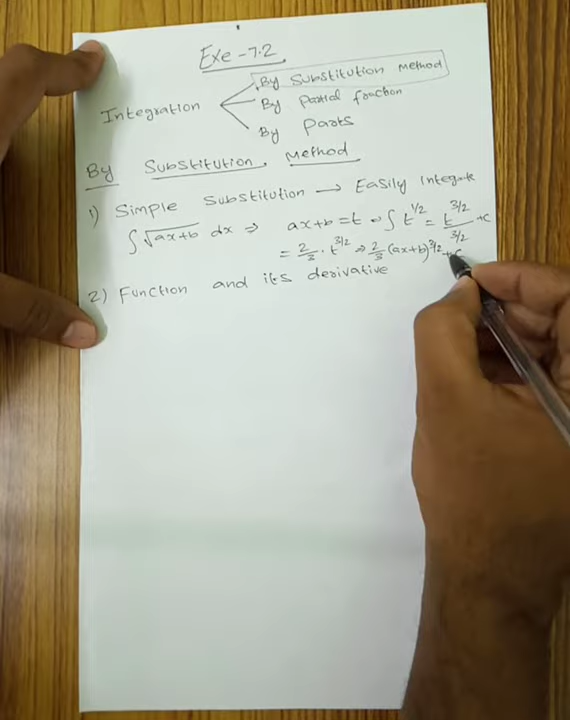 Exe-7.2
By Substitution Method
Integration
By Partial fraction
By Parts
By Substitution Method
1) Simple Substitution → Easily Integrate
∫√ax+b dx ⇒ ax+b=t ⇒ ∫t^1/2 = t^3/2 / 3/2 +c
= 2/3 . t^3/2 ⇒ 2/3 (ax+b)^3/2 +c
2) Function and its derivative